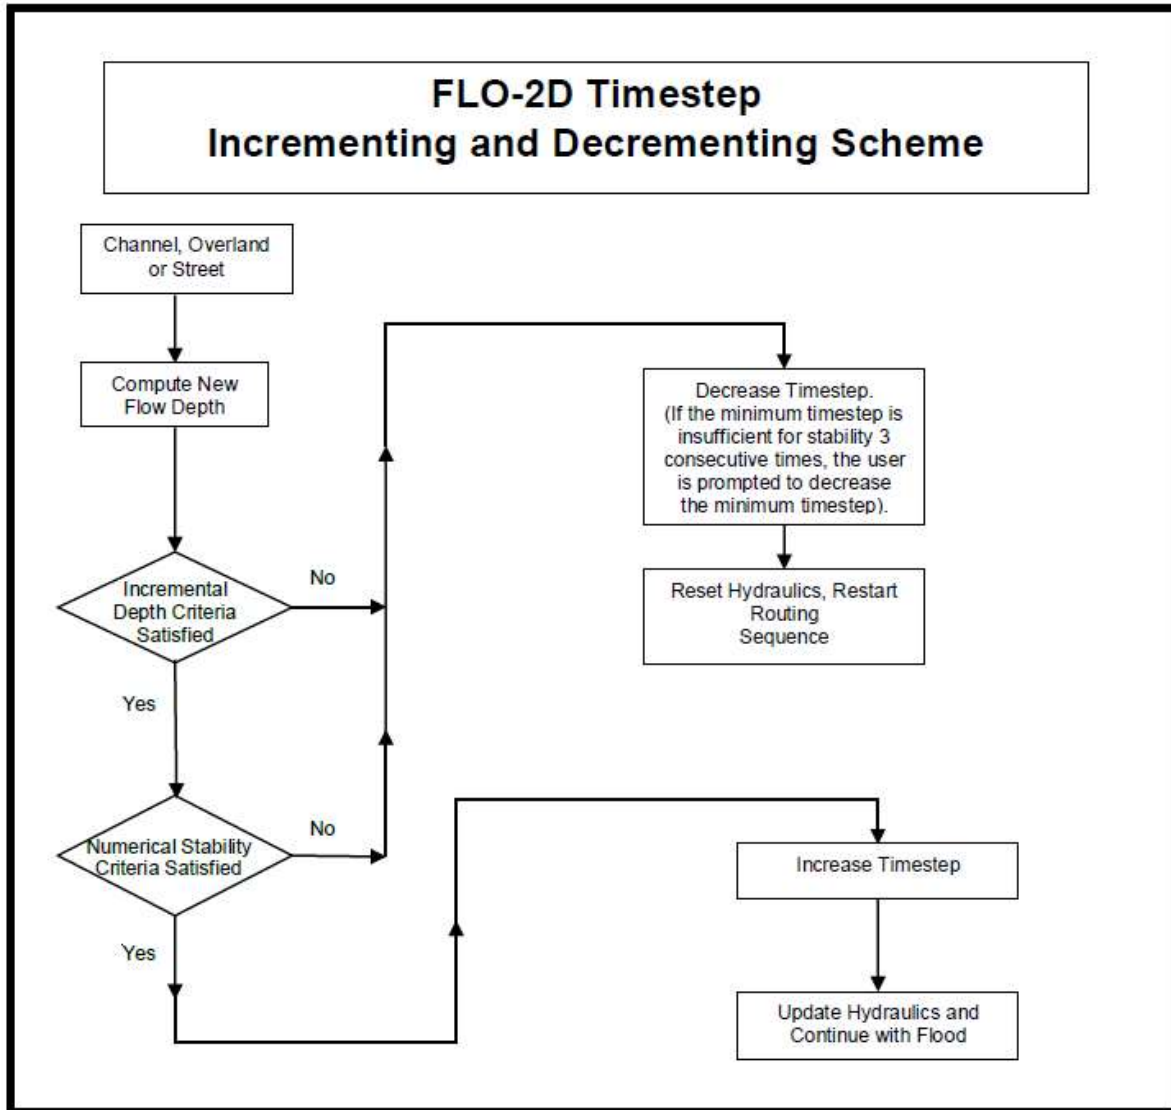 FLO-2D Timestep
Incrementing and Decrementing Scheme
Channel, Overland
or Street
Compute New
Flow Depth
Incremental
Depth Criteria
Satisfied
No
Yes
Numerical Stability
Criteria Satisfied
No
Yes
Decrease Timestep.
(If the minimum timestep is
insufficient for stability 3
consecutive times, the user
is prompted to decrease
the minimum timestep).
Reset Hydraulics, Restart
Routing
Sequence
Increase Timestep
Update Hydraulics and
Continue with Flood